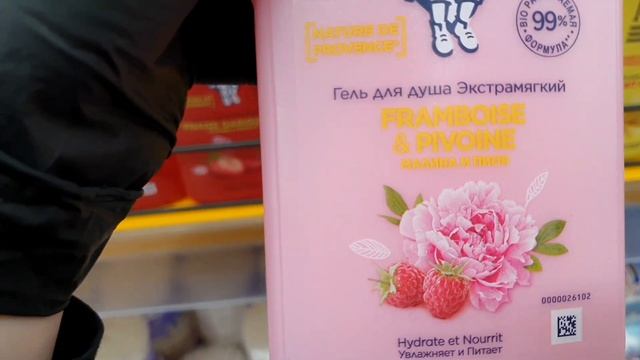 [NATURE DE
PROVENCE*]
99%
ФОРМУЛА**
Гель для душа Экстрамягкий
FRAMBOISE
& PIVOINE
МАЛИНА И ПИОН
0000026102
Hydrate et Nourrit
Увлажняет и Питает